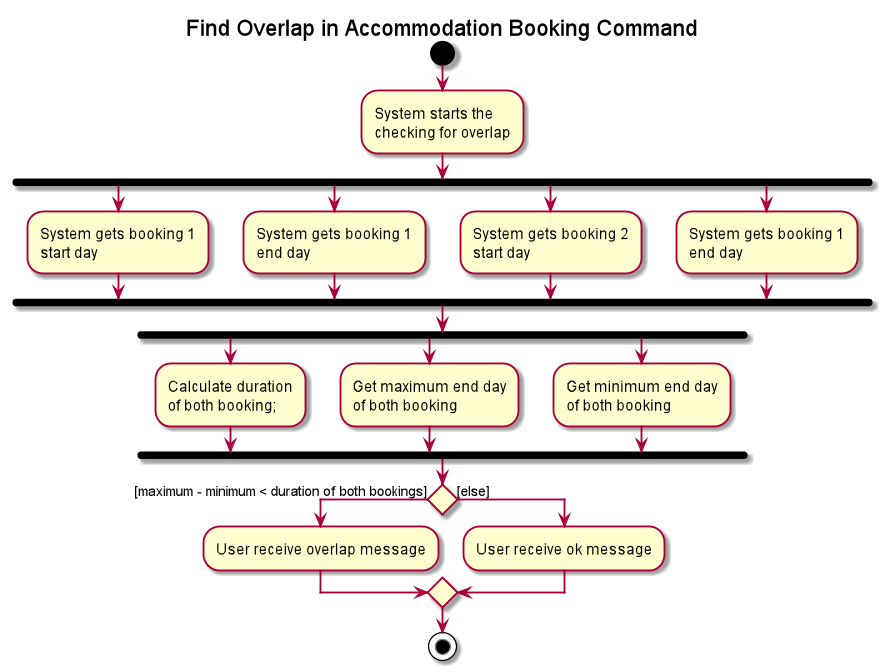 Find Overlap in Accommodation Booking Command
System starts the
checking for overlap
System gets booking 1
start day
System gets booking 1
end day
System gets booking 2
start day
System gets booking 1
end day
Calculate duration
of both booking;
Get maximum end day
of both booking
Get minimum end day
of both booking
[maximum - minimum < duration of both bookings]
[else]
User receive overlap message
User receive ok message